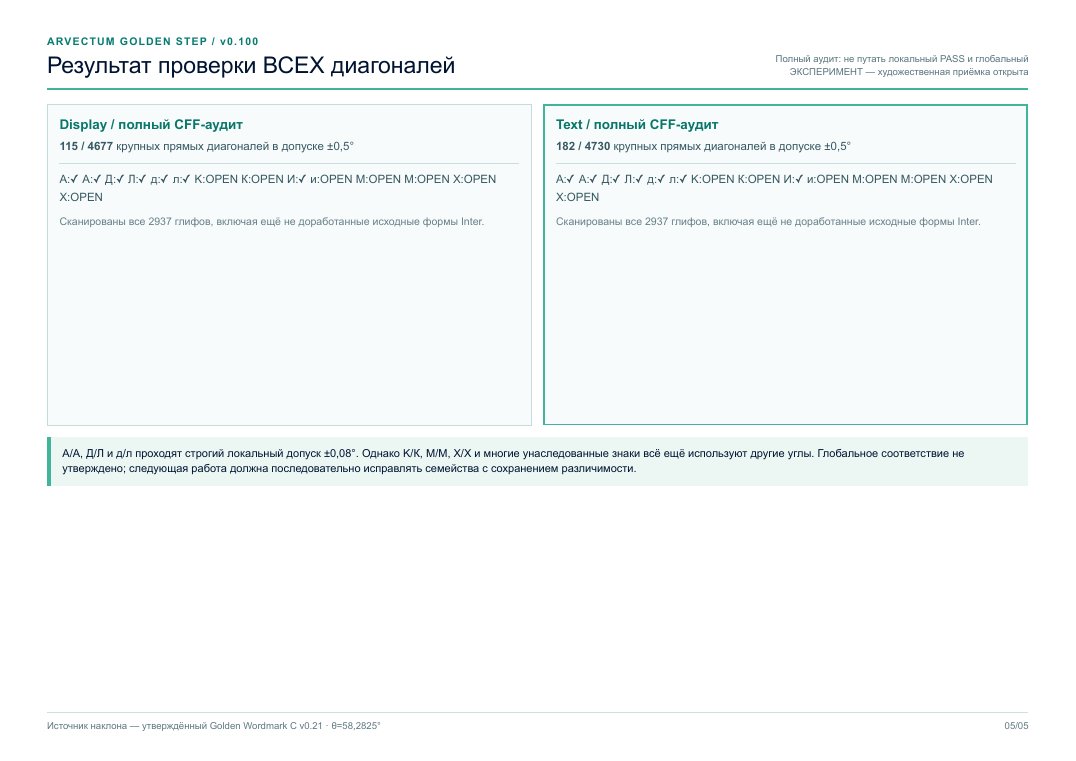 ARVECTUM GOLDEN STEP / v0.100
Результат проверки ВСЕХ диагоналей
Полный аудит: не путать локальный PASS и глобальный
ЭКСПЕРИМЕНТ — художественная приёмка открыта
Display / полный CFF-аудит
115 / 4677 крупных прямых диагоналей в допуске ±0,5°
A:✓ А:✓ Д:✓ Л:✓ д:✓ л:✓ K:OPEN К:OPEN И:✓ и:OPEN M:OPEN М:OPEN X:OPEN
Х:OPEN
Сканированы все 2937 глифов, включая ещё не доработанные исходные формы Inter.
Text / полный CFF-аудит
182 / 4730 крупных прямых диагоналей в допуске ±0,5°
A:✓ А:✓ Д:✓ Л:✓ д:✓ л:✓ K:OPEN К:OPEN И:✓ и:OPEN M:OPEN М:OPEN X:OPEN
Х:OPEN
Сканированы все 2937 глифов, включая ещё не доработанные исходные формы Inter.
A/А, Д/Л и д/л проходят строгий локальный допуск ±0,08°. Однако K/К, M/М, X/Х и многие унаследованные знаки всё ещё используют другие углы. Глобальное соответствие не
утверждено; следующая работа должна последовательно исправлять семейства с сохранением различимости.
Источник наклона — утверждённый Golden Wordmark C v0.21 · θ=58,2825°
05/05